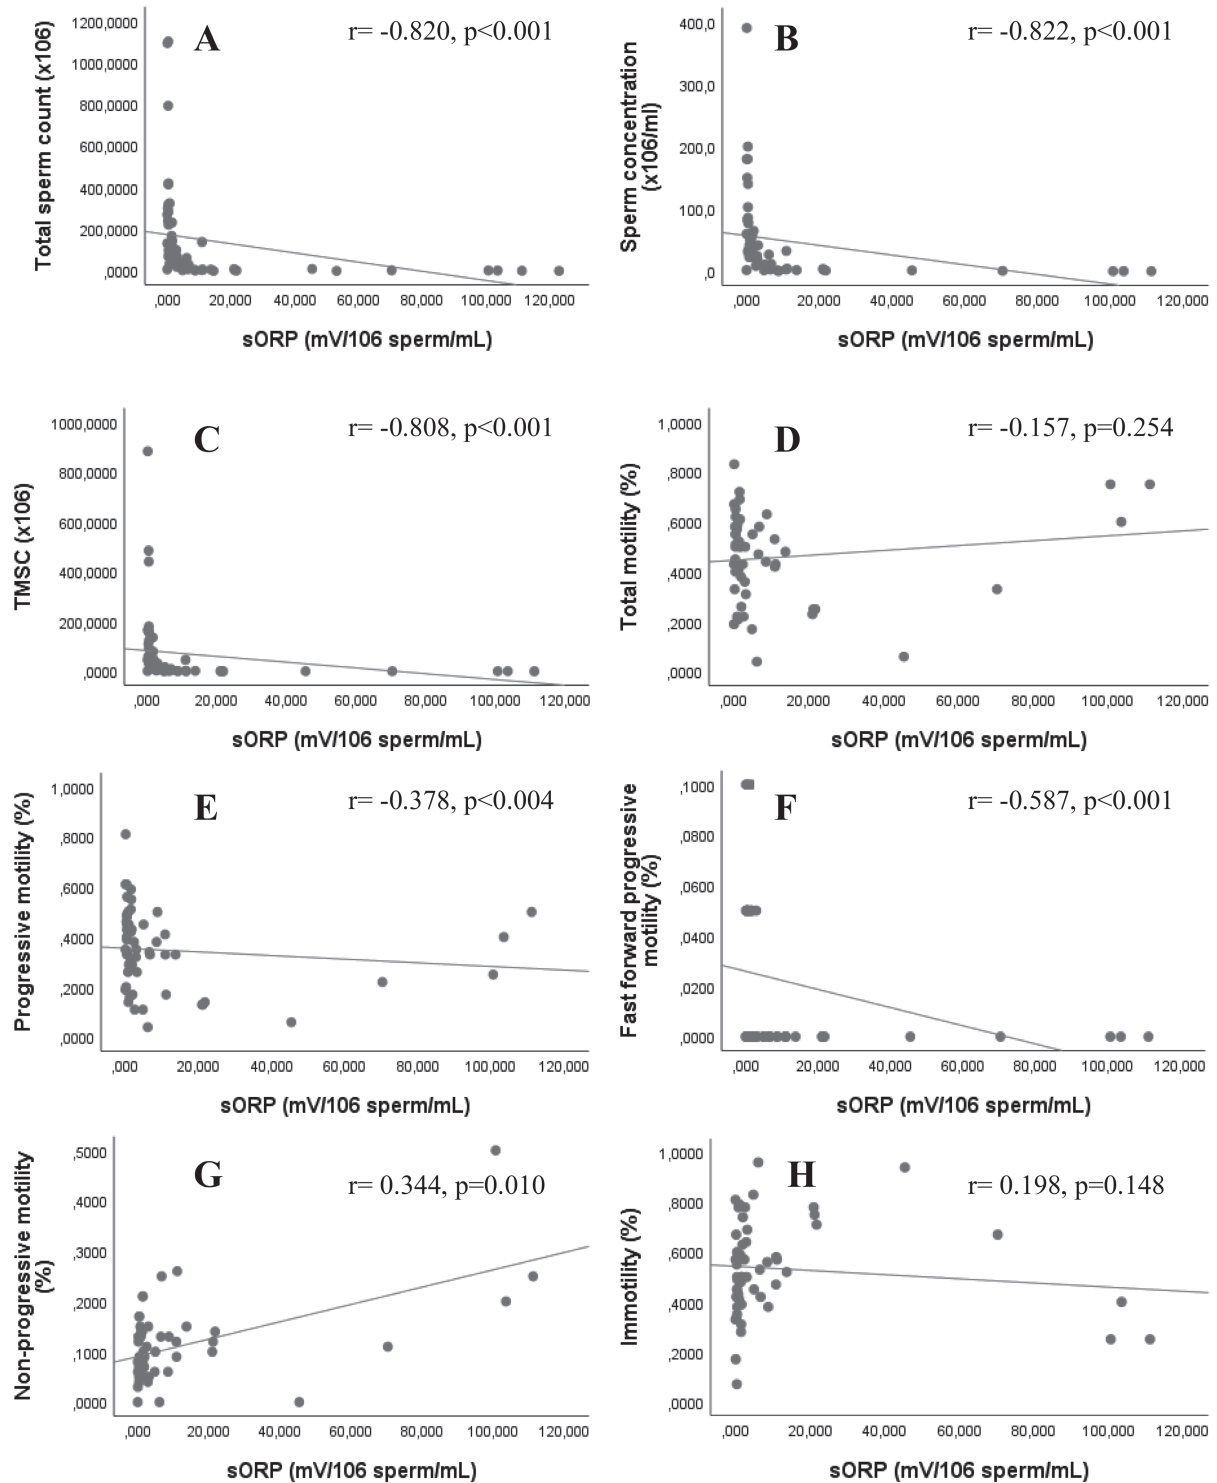 A
r= -0.820, p<0.001
Total sperm count (x106)
1200,0000
1000,0000
800,0000
600,0000
400,0000
200,0000
,0000
,000 20,000 40,000 60,000 80,000 100,000 120,000
sORP (mV/106 sperm/mL)
B
r= -0.822, p<0.001
Sperm concentration
(x106/ml)
400,0
300,0
200,0
100,0
,0
,000 20,000 40,000 60,000 80,000 100,000 120,000
sORP (mV/106 sperm/mL)
C
r= -0.808, p<0.001
TMSC (x106)
1000,0000
800,0000
600,0000
400,0000
200,0000
,0000
,000 20,000 40,000 60,000 80,000 100,000 120,000
sORP (mV/106 sperm/mL)
D
r= -0.157, p=0.254
Total motility (%)
1,0000
,8000
,6000
,4000
,2000
,0000
,000 20,000 40,000 60,000 80,000 100,000 120,000
sORP (mV/106 sperm/mL)
E
r= -0.378, p<0.004
Progressive motility (%)
1,0000
,8000
,6000
,4000
,2000
,0000
,000 20,000 40,000 60,000 80,000 100,000 120,000
sORP (mV/106 sperm/mL)
F
r= -0.587, p<0.001
Fast forward progressive
motility (%)
,1000
,0800
,0600
,0400
,0200
,0000
,000 20,000 40,000 60,000 80,000 100,000 120,000
sORP (mV/106 sperm/mL)
G
r= 0.344, p=0.010
Non-progressive motility
(%)
,5000
,4000
,3000
,2000
,1000
,0000
,000 20,000 40,000 60,000 80,000 100,000 120,000
sORP (mV/106 sperm/mL)
H
r= 0.198, p=0.148
Immotility (%)
1,0000
,8000
,6000
,4000
,2000
,0000
,000 20,000 40,000 60,000 80,000 100,000 120,000
sORP (mV/106 sperm/mL)